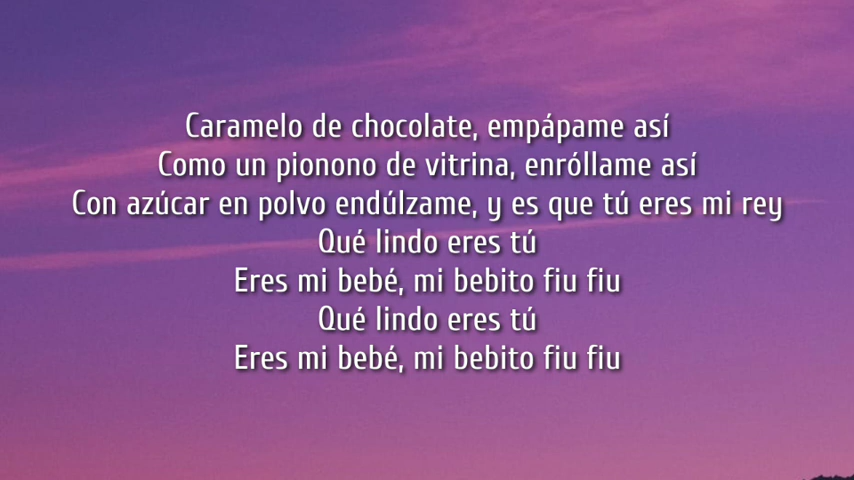 Caramelo de chocolate, empápame así
Como un pionono de vitrina, enróllame así
Con azúcar en polvo endúlzame, y es que tú eres mi rey
Qué lindo eres tú
Eres mi bebé, mi bebito fiu fiu
Qué lindo eres tú
Eres mi bebé, mi bebito fiu fiu